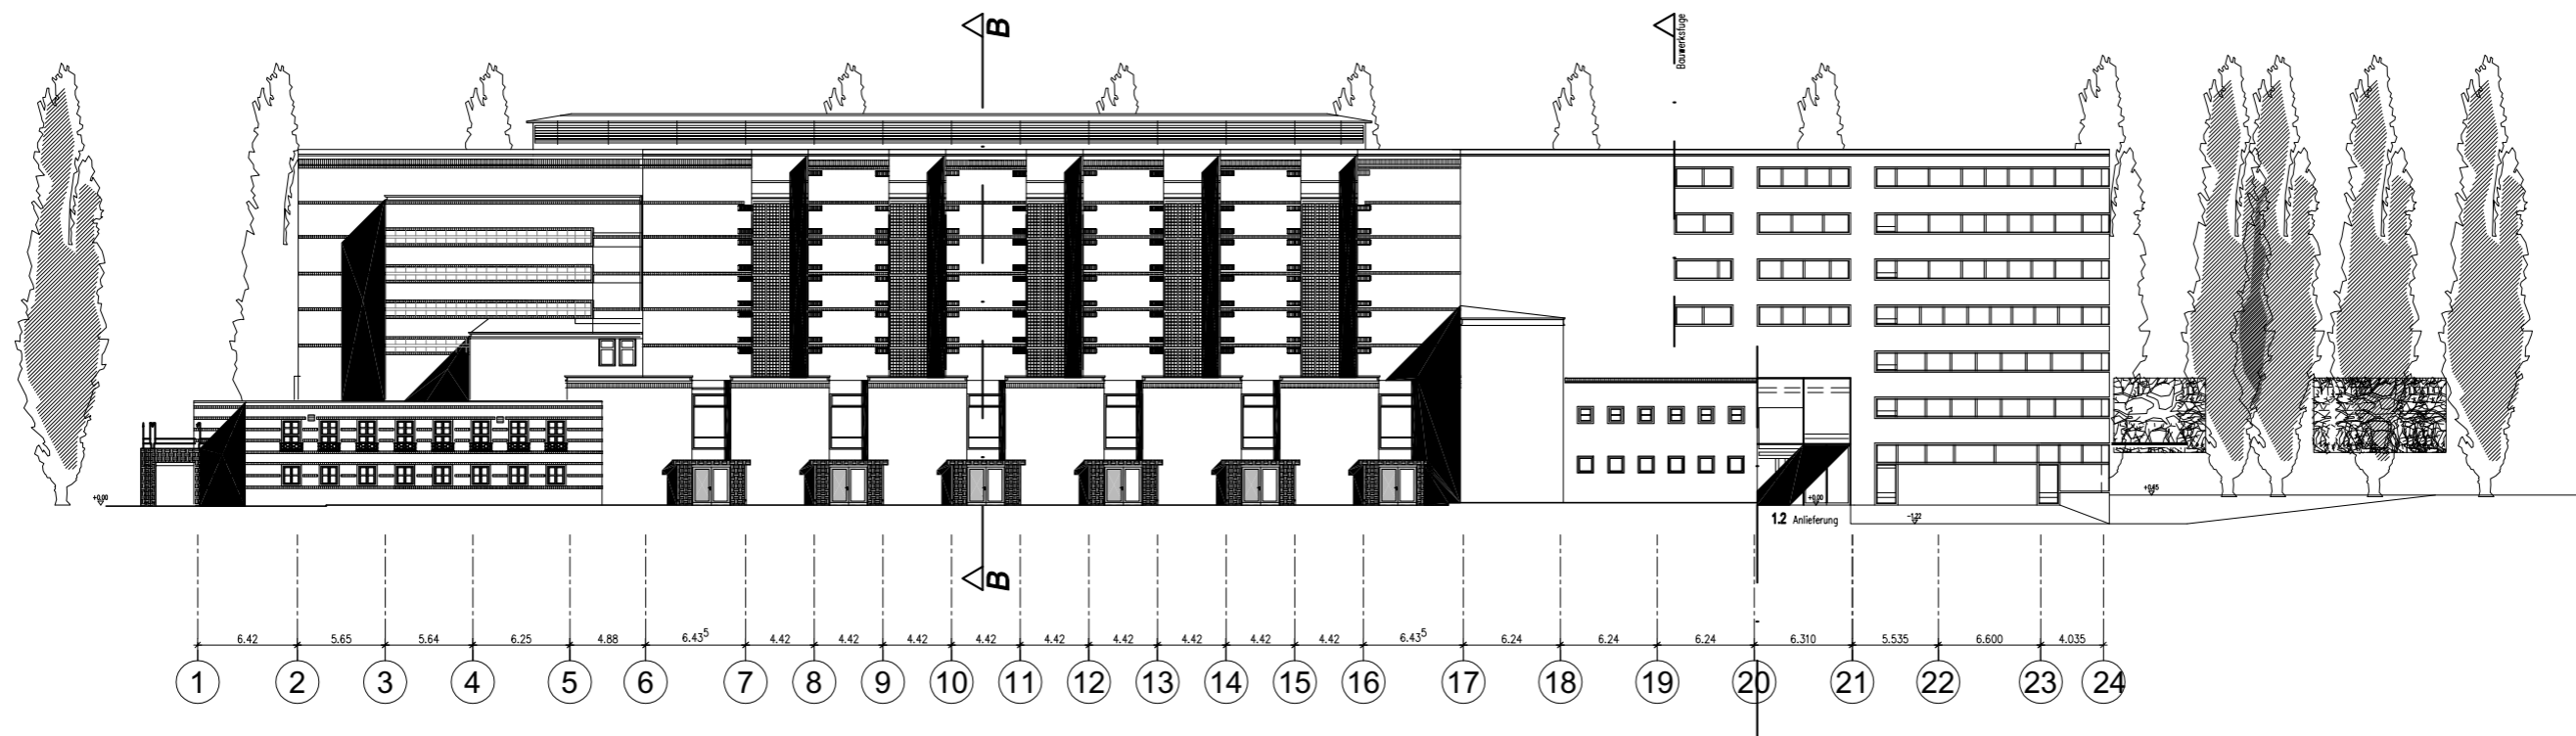 B
Bauwerksfuge
+0.00
+0.00
+0.45
1.2 Anlieferung
-1.22
B
6.42 5.65 5.64 6.25 4.88 6.43⁵ 4.42 4.42 4.42 4.42 4.42 4.42 4.42 4.42 4.42 6.43⁵ 6.24 6.24 6.24 6.310 5.535 6.600 4.035
1 2 3 4 5 6 7 8 9 10 11 12 13 14 15 16 17 18 19 20 21 22 23 24